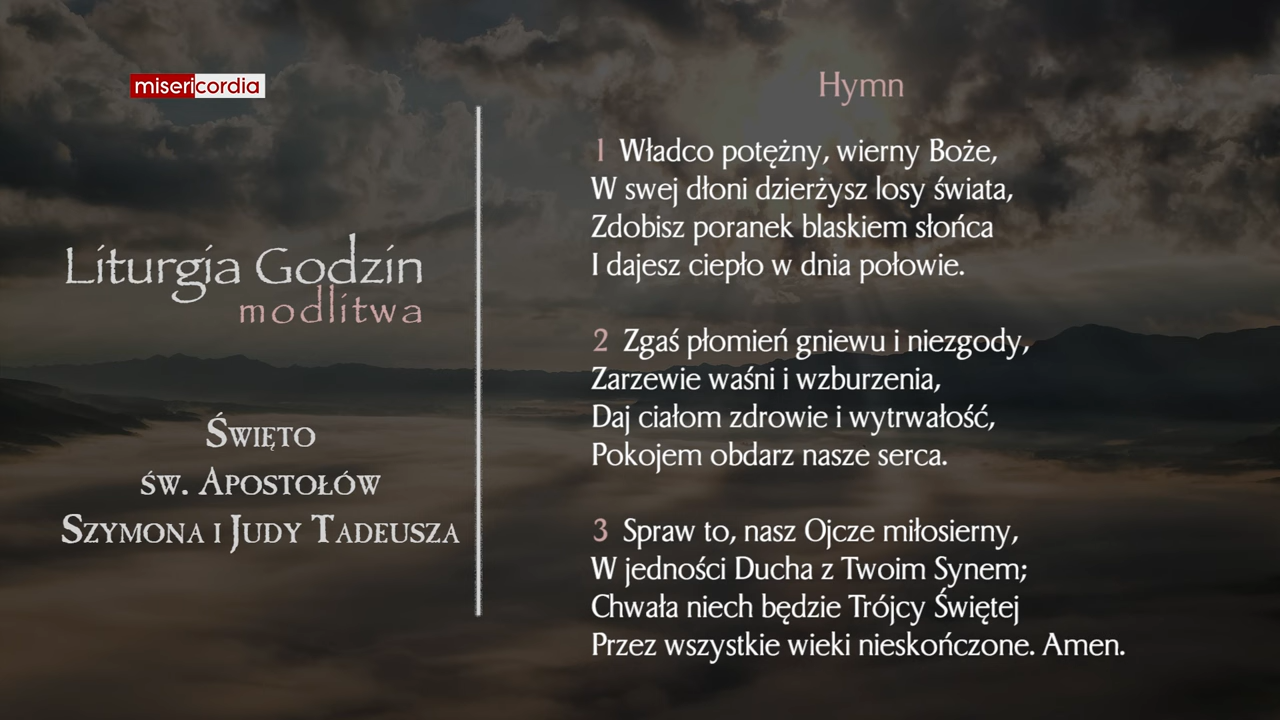 misericordia
Liturgia Godzin
modlitwa
Święto
św. Apostołów
Szymona i Judy Tadeusza
Hymn
1 Władco potężny, wierny Boże,
W swej dłoni dzierżysz losy świata,
Zdobisz poranek blaskiem słońca
I dajesz ciepło w dnia połowie.
2 Zgaś płomień gniewu i niezgody,
Zarzewie waśni i wzburzenia,
Daj ciałom zdrowie i wytrwałość,
Pokojem obdarz nasze serca.
3 Spraw to, nasz Ojcze miłosierny,
W jedności Ducha z Twoim Synem;
Chwała niech będzie Trójcy Świętej
Przez wszystkie wieki nieskończone. Amen.